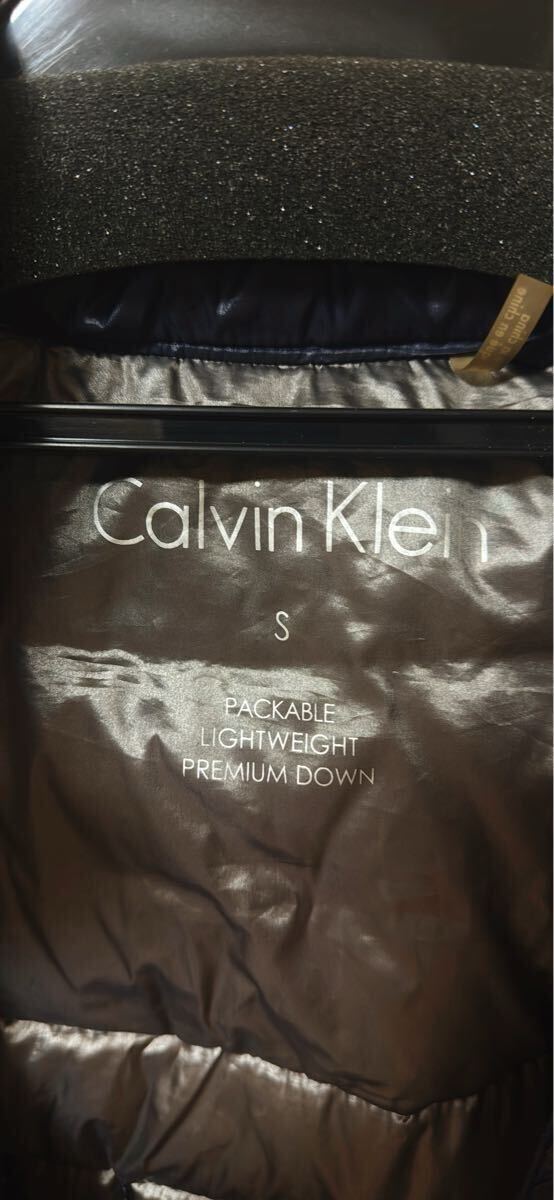 Calvin Klein
S
PACKABLE
LIGHTWEIGHT
PREMIUM DOWN